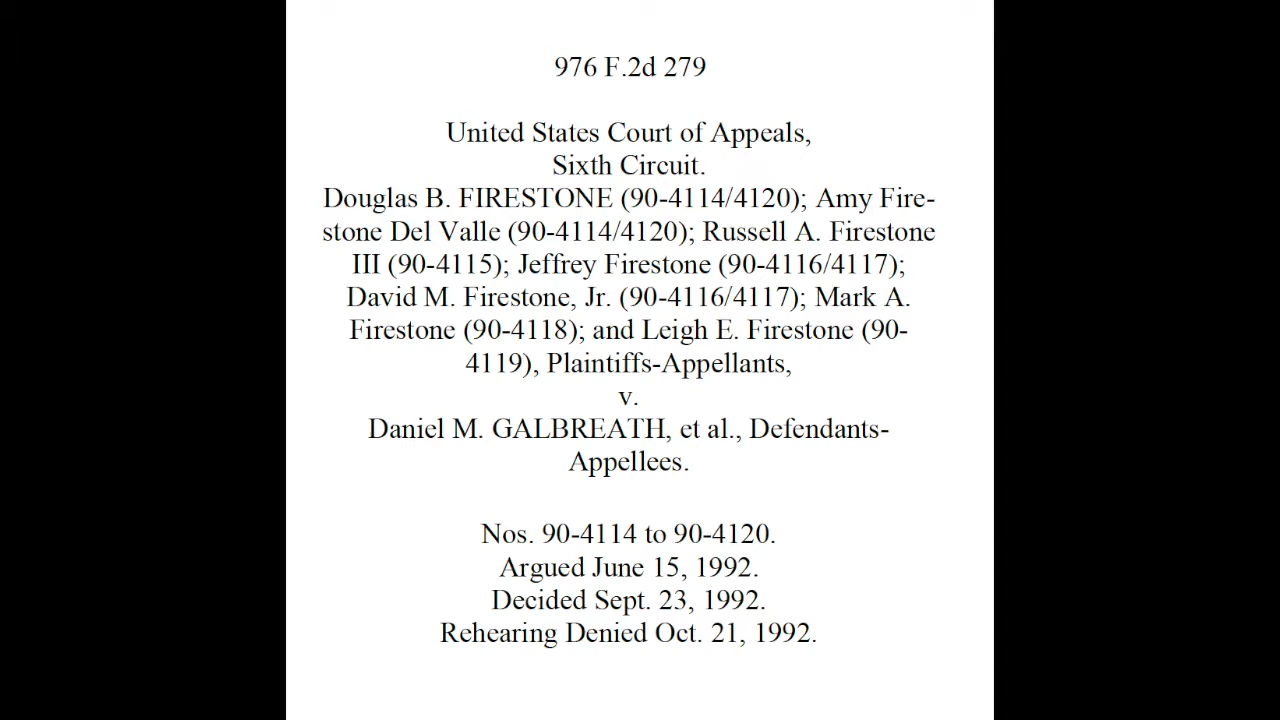 976 F.2d 279
United States Court of Appeals,
Sixth Circuit.
Douglas B. FIRESTONE (90-4114/4120); Amy Fire-
stone Del Valle (90-4114/4120); Russell A. Firestone
III (90-4115); Jeffrey Firestone (90-4116/4117);
David M. Firestone, Jr. (90-4116/4117); Mark A.
Firestone (90-4118); and Leigh E. Firestone (90-
4119), Plaintiffs-Appellants,
v.
Daniel M. GALBREATH, et al., Defendants-
Appellees.
Nos. 90-4114 to 90-4120.
Argued June 15, 1992.
Decided Sept. 23, 1992.
Rehearing Denied Oct. 21, 1992.